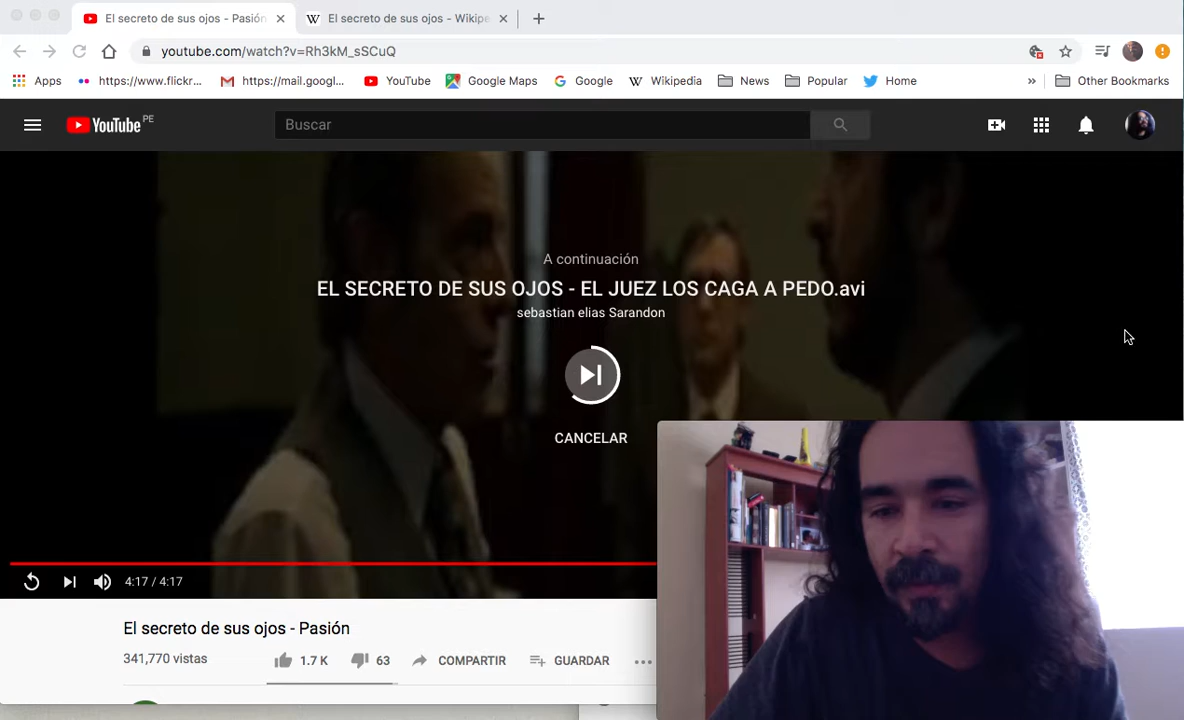 El secreto de sus ojos - Pasión
El secreto de sus ojos - Wikipe
youtube.com/watch?v=Rh3kM_sSCuQ
Apps https://www.flickr... https://mail.googl... YouTube Google Maps Google Wikipedia News Popular Home » Other Bookmarks
YouTube PE
Buscar
A continuación
EL SECRETO DE SUS OJOS - EL JUEZ LOS CAGA A PEDO.avi
sebastian elias Sarandon
CANCELAR
4:17 / 4:17
El secreto de sus ojos - Pasión
341,770 vistas
1.7 K 63 COMPARTIR GUARDAR